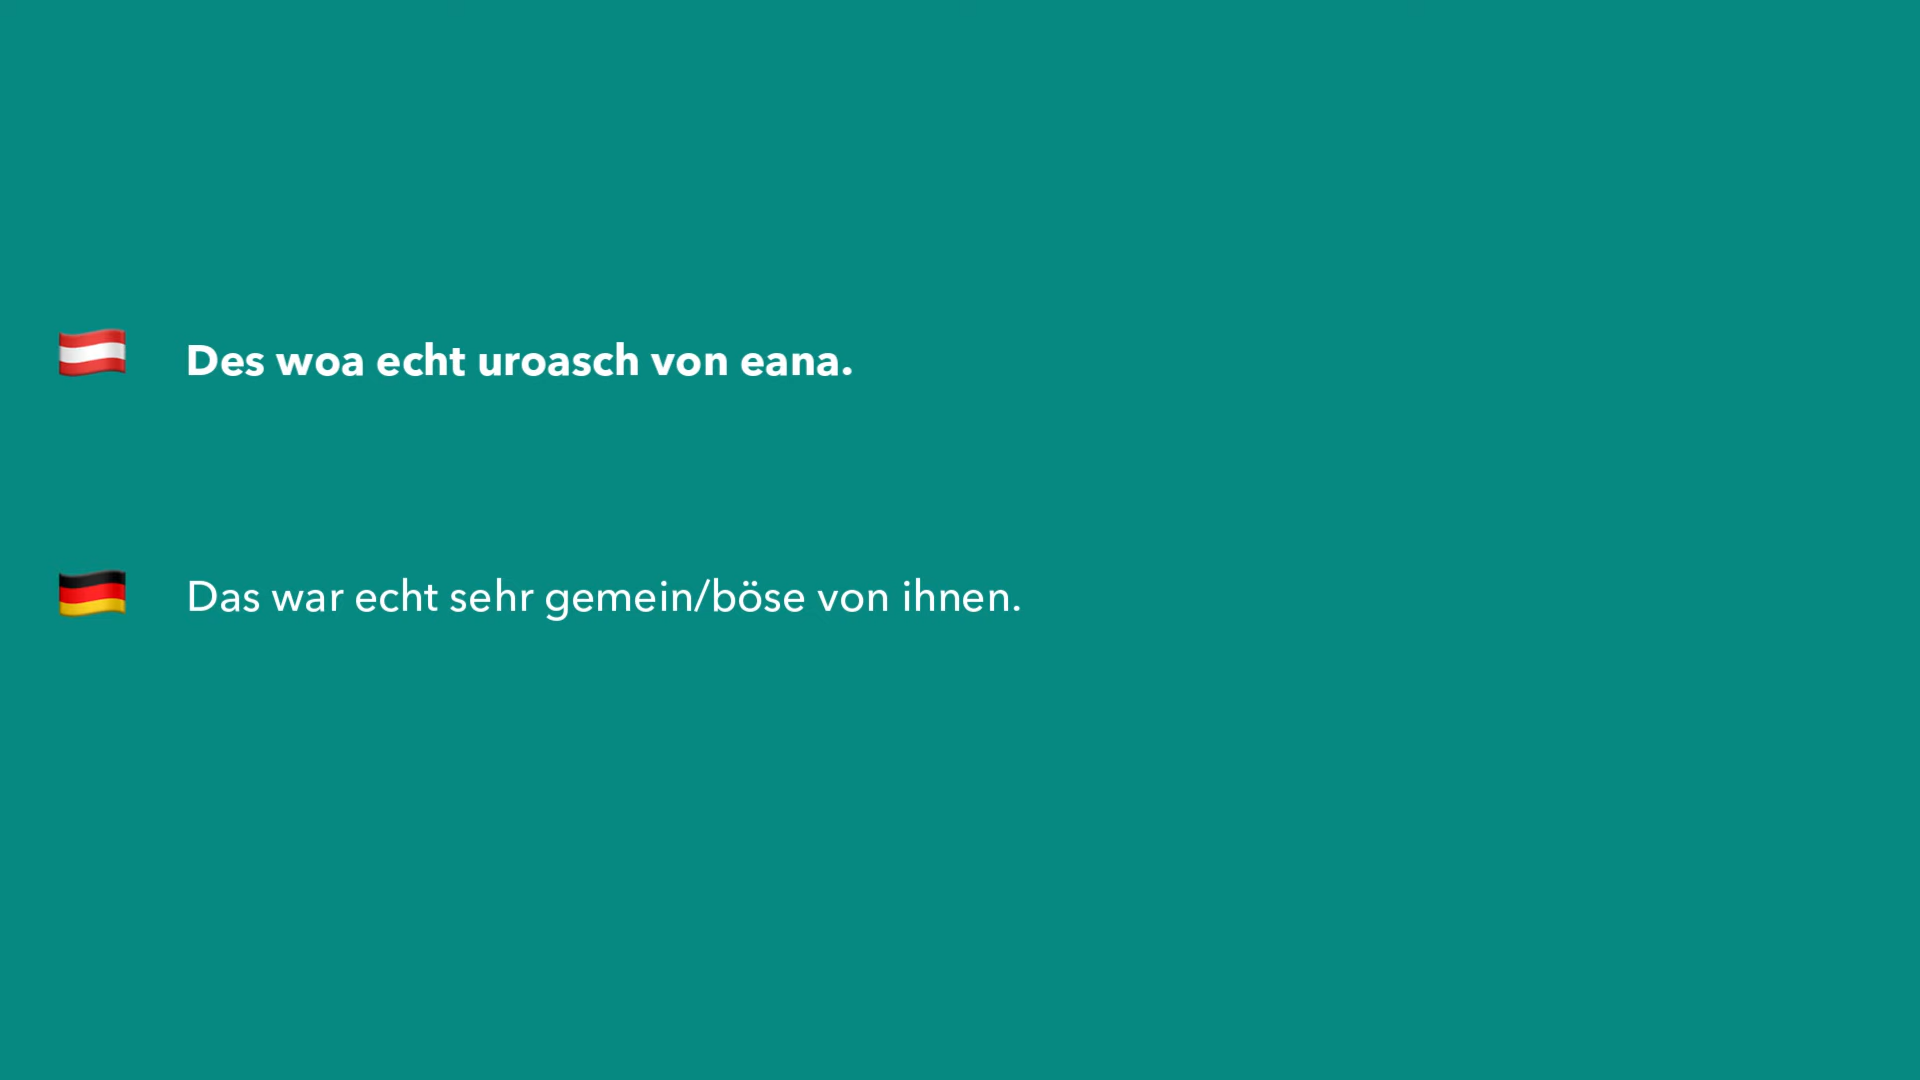 Des woa echt uroasch von eana.
Das war echt sehr gemein/böse von ihnen.